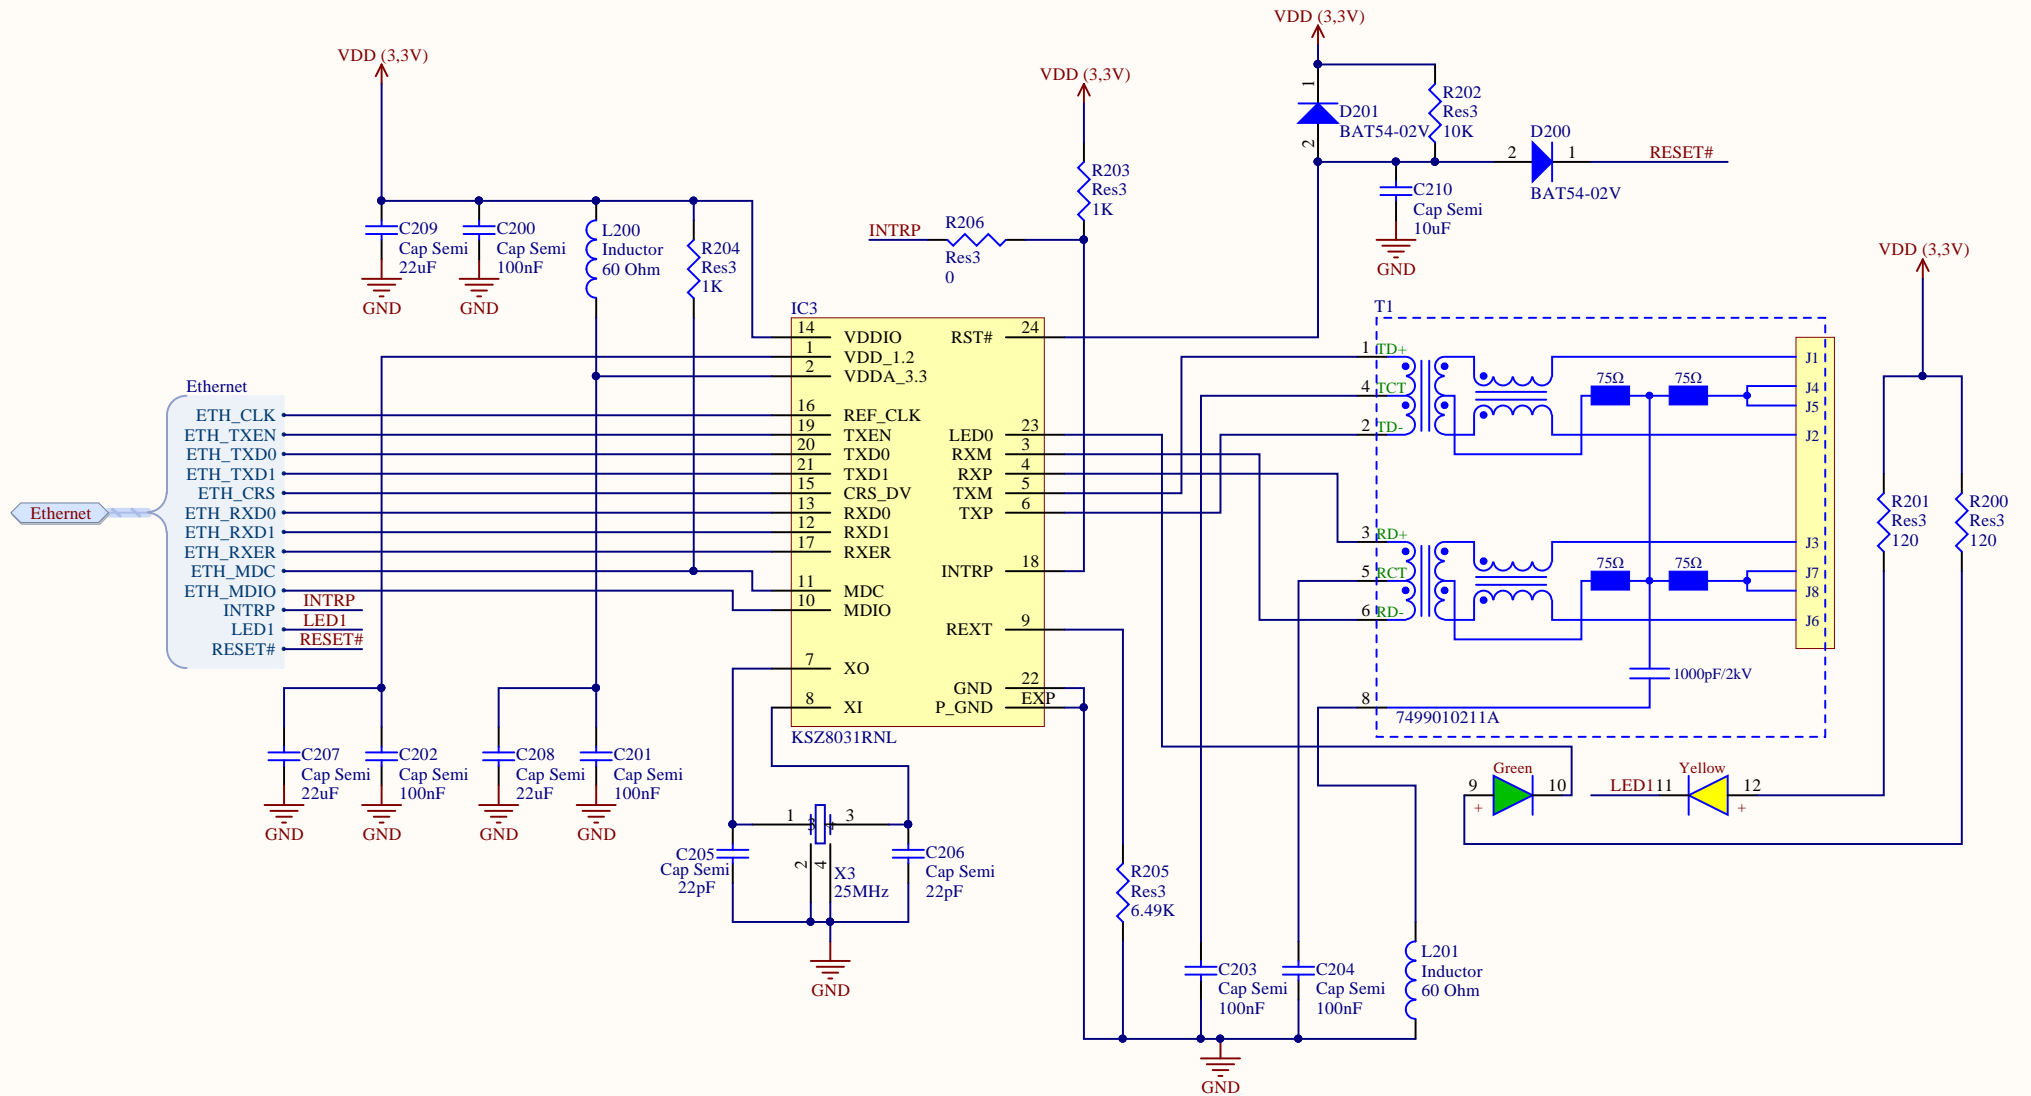 VDD (3,3V)
VDD (3,3V)
VDD (3,3V)
VDD (3,3V)
C209
Cap Semi
22uF
GND
C200
Cap Semi
100nF
GND
L200
Inductor
60 Ohm
R204
Res3
1K
INTRP
R206
Res3
0
R203
Res3
1K
1
D201
BAT54-02V
2
R202
Res3
10K
D200
2
1
BAT54-02V
RESET#
C210
Cap Semi
10uF
GND
Ethernet
Ethernet
ETH_CLK
ETH_TXEN
ETH_TXD0
ETH_TXD1
ETH_CRS
ETH_RXD0
ETH_RXD1
ETH_RXER
ETH_MDC
ETH_MDIO
INTRP
LED1
RESET#
INTRP
LED1
RESET#
IC3
14 VDDIO
1 VDD_1.2
2 VDDA_3.3
16 REF_CLK
19 TXEN
20 TXD0
21 TXD1
15 CRS_DV
13 RXD0
12 RXD1
17 RXER
11 MDC
10 MDIO
7 XO
8 XI
RST# 24
LED0 23
RXM 3
RXP 4
TXM 5
TXP 6
INTRP 18
REXT 9
GND 22
P_GND EXP
KSZ8031RNL
T1
1 TD+
4 TCT
2 TD-
3 RD+
5 RCT
6 RD-
8
75Ω
75Ω
75Ω
75Ω
J1
J4
J5
J2
J3
J7
J8
J6
1000pF/2kV
7499010211A
R201
Res3
120
R200
Res3
120
Green
9
10
+
Yellow
LED1
11
12
+
C207
Cap Semi
22uF
GND
C202
Cap Semi
100nF
GND
C208
Cap Semi
22uF
GND
C201
Cap Semi
100nF
GND
C205
Cap Semi
22pF
1
3
2
4
X3
25MHz
C206
Cap Semi
22pF
GND
R205
Res3
6.49K
C203
Cap Semi
100nF
C204
Cap Semi
100nF
L201
Inductor
60 Ohm
GND